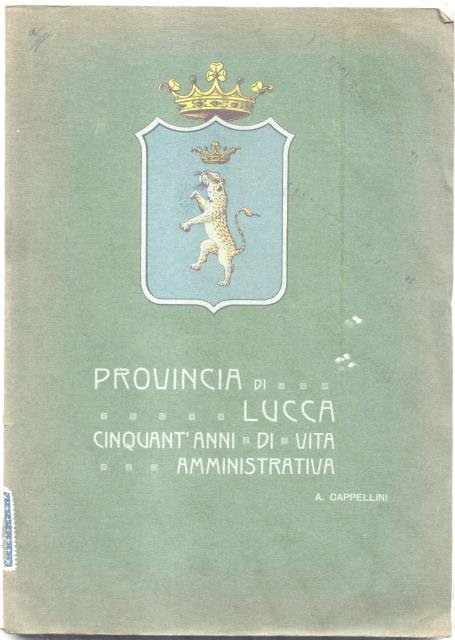 PROVINCIA DI
LUCCA
CINQUANT'ANNI DI VITA
AMMINISTRATIVA
A. CAPPELLINI